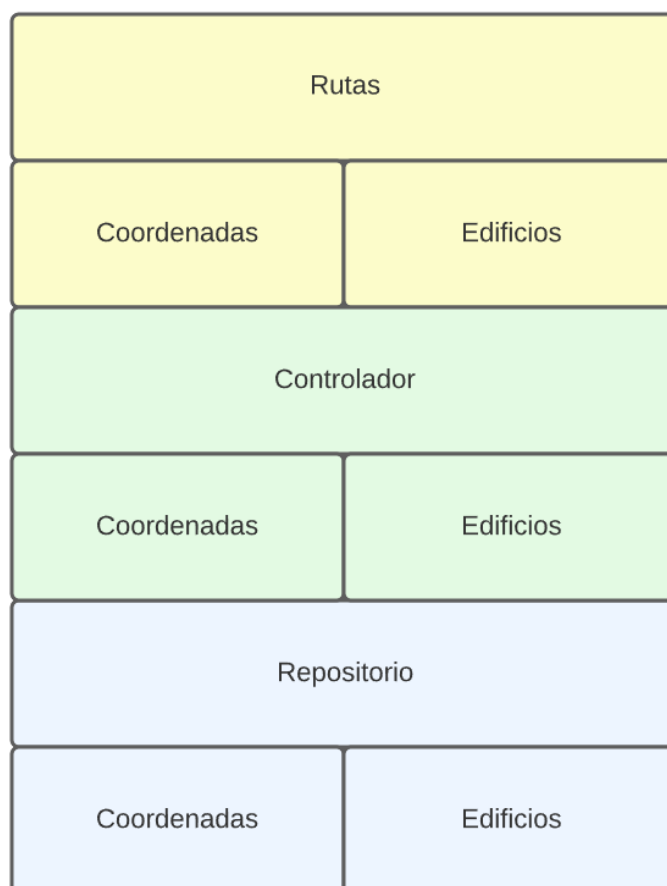 Rutas
Coordenadas
Edificios
Controlador
Coordenadas
Edificios
Repositorio
Coordenadas
Edificios